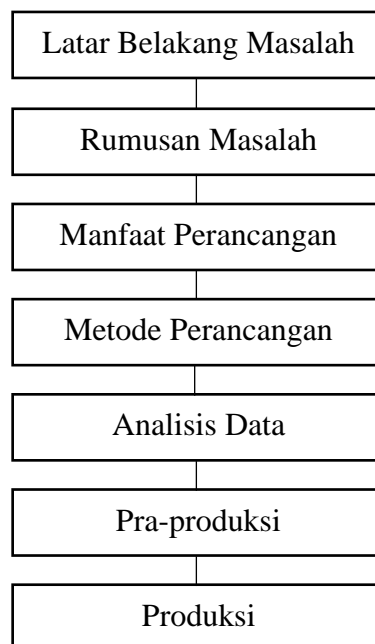 Latar Belakang Masalah
Rumusan Masalah
Manfaat Perancangan
Metode Perancangan
Analisis Data
Pra-produksi
Produksi